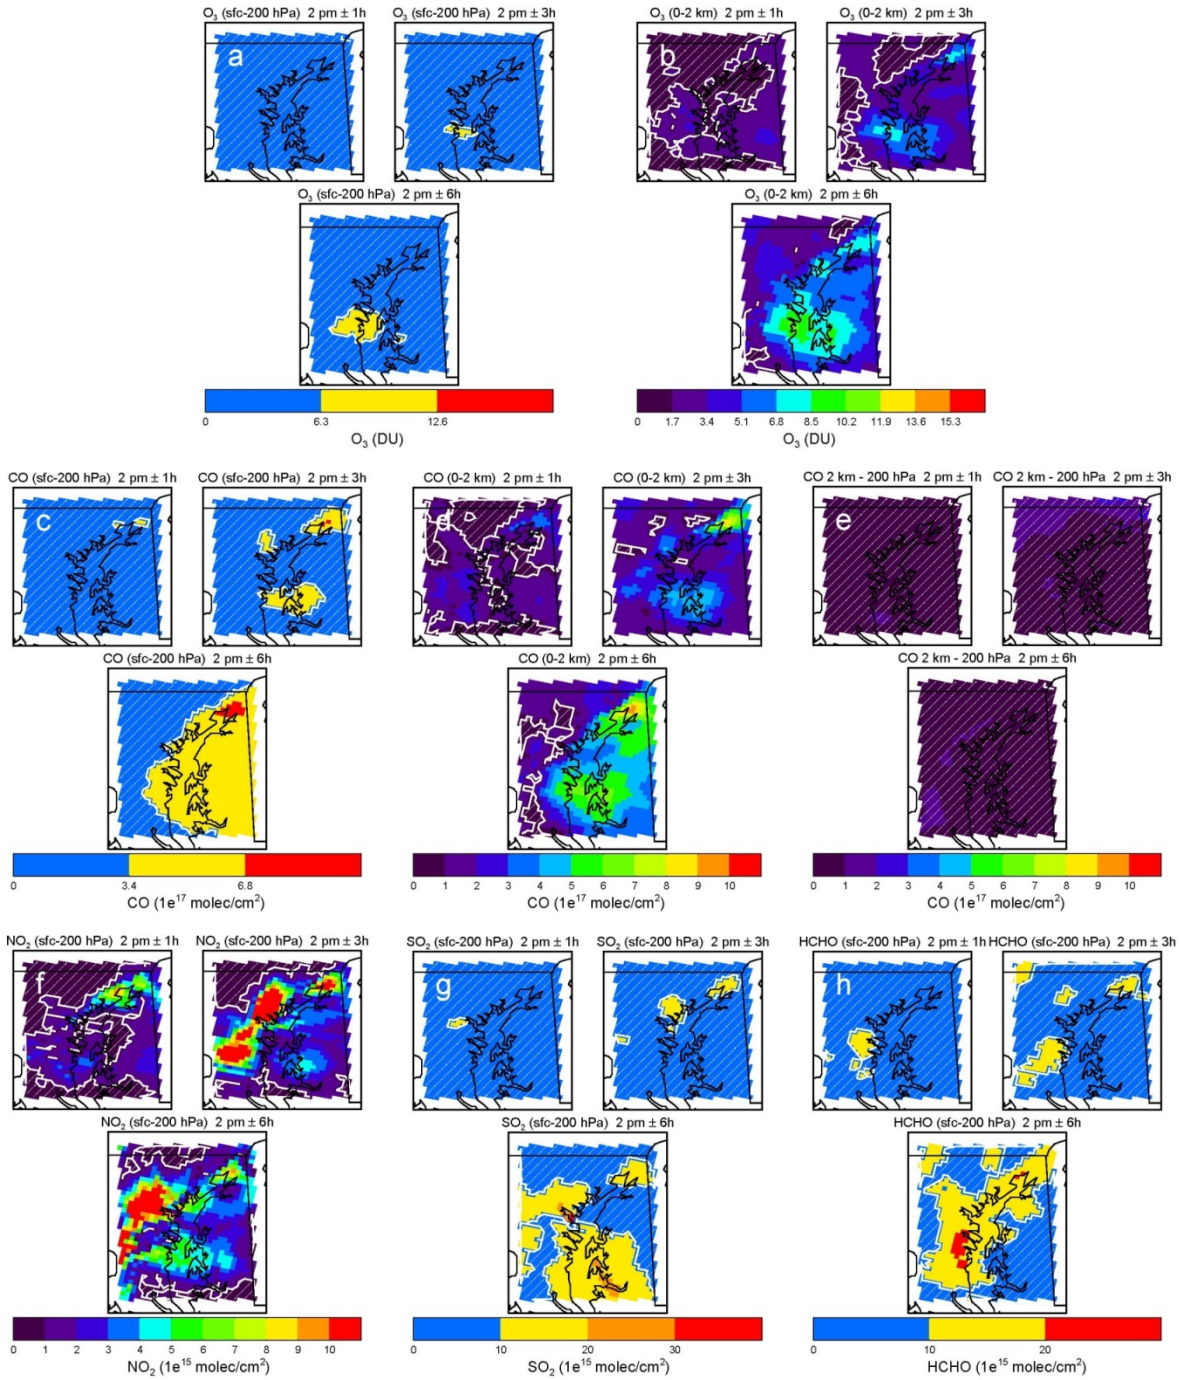 O₃ (sfc-200 hPa) 2 pm ± 1h
O₃ (sfc-200 hPa) 2 pm ± 3h
O₃ (0-2 km) 2 pm ± 1h
O₃ (0-2 km) 2 pm ± 3h
a
b
O₃ (sfc-200 hPa) 2 pm ± 6h
O₃ (0-2 km) 2 pm ± 6h
0 6.3 12.6
O₃ (DU)
0 1.7 3.4 5.1 6.8 8.5 10.2 11.9 13.6 15.3
O₃ (DU)
CO (sfc-200 hPa) 2 pm ± 1h
CO (sfc-200 hPa) 2 pm ± 3h
CO (0-2 km) 2 pm ± 1h
CO (0-2 km) 2 pm ± 3h
CO 2 km - 200 hPa 2 pm ± 1h
CO 2 km - 200 hPa 2 pm ± 3h
c
d
e
CO (sfc-200 hPa) 2 pm ± 6h
CO (0-2 km) 2 pm ± 6h
CO 2 km - 200 hPa 2 pm ± 6h
0 3.4 6.8
CO (1e¹⁷ molec/cm²)
0 1 2 3 4 5 6 7 8 9 10
CO (1e¹⁷ molec/cm²)
0 1 2 3 4 5 6 7 8 9 10
CO (1e¹⁷ molec/cm²)
NO₂ (sfc-200 hPa) 2 pm ± 1h
NO₂ (sfc-200 hPa) 2 pm ± 3h
SO₂ (sfc-200 hPa) 2 pm ± 1h
SO₂ (sfc-200 hPa) 2 pm ± 3h
HCHO (sfc-200 hPa) 2 pm ± 1h
HCHO (sfc-200 hPa) 2 pm ± 3h
f
g
h
NO₂ (sfc-200 hPa) 2 pm ± 6h
SO₂ (sfc-200 hPa) 2 pm ± 6h
HCHO (sfc-200 hPa) 2 pm ± 6h
0 1 2 3 4 5 6 7 8 9 10
NO₂ (1e¹⁵ molec/cm²)
0 10 20 30
SO₂ (1e¹⁵ molec/cm²)
0 10 20
HCHO (1e¹⁵ molec/cm²)